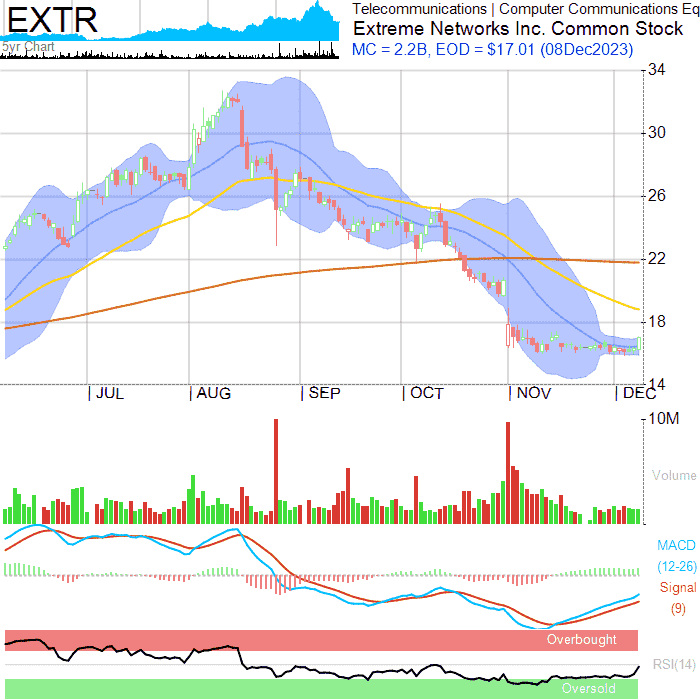 EXTR
5yr Chart
Telecommunications | Computer Communications Eq
Extreme Networks Inc. Common Stock
MC = 2.2B, EOD = $17.01 (08Dec2023)
34
30
26
22
18
14
JUL
AUG
SEP
OCT
NOV
DEC
10M
Volume
MACD
(12-26)
Signal
(9)
Overbought
RSI(14)
Oversold